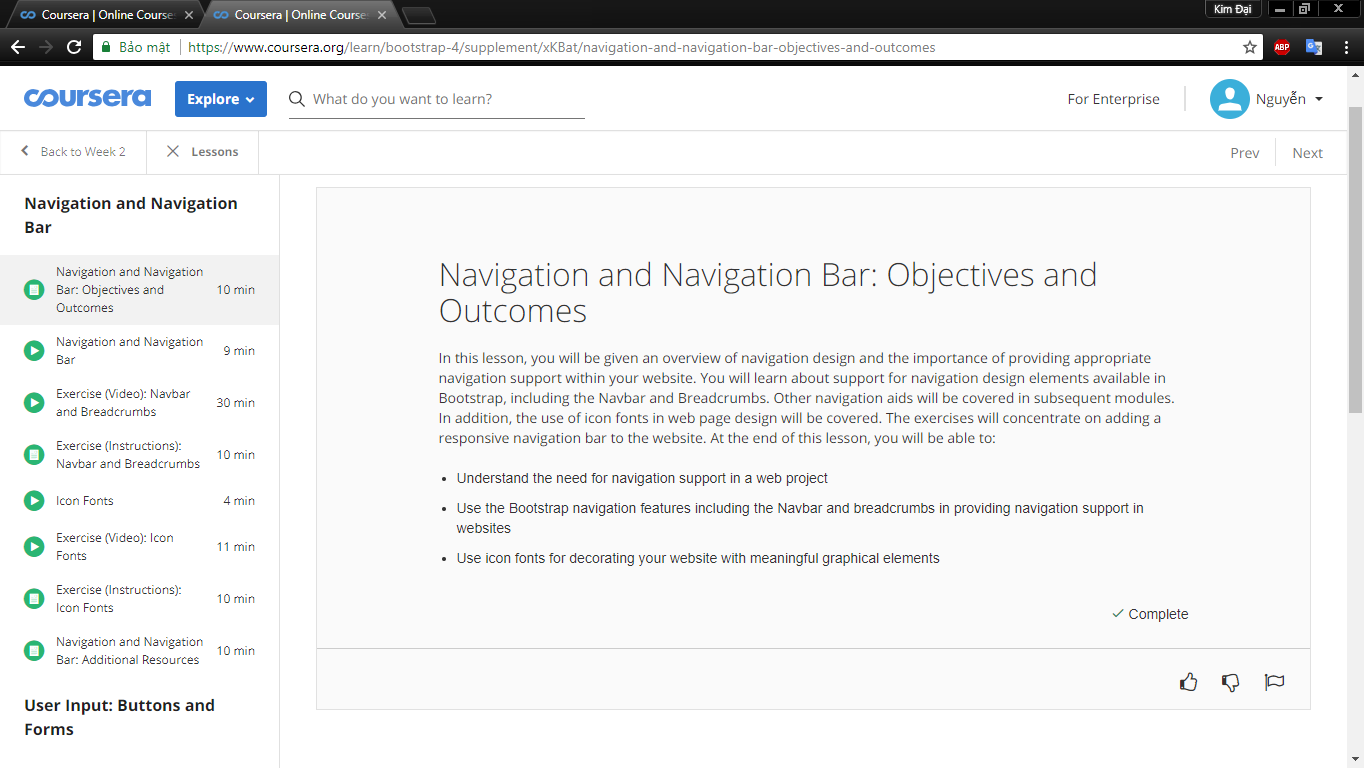 Kim Đại
Coursera | Online Course
Coursera | Online Course
Bảo mật
https://www.coursera.org/learn/bootstrap-4/supplement/xKBat/navigation-and-navigation-bar-objectives-and-outcomes
ABP
coursera
Explore
What do you want to learn?
For Enterprise
Nguyễn
Back to Week 2
Lessons
Prev
Next
Navigation and Navigation
Bar
Navigation and Navigation
Bar: Objectives and
Outcomes
10 min
Navigation and Navigation
Bar
9 min
Exercise (Video): Navbar
and Breadcrumbs
30 min
Exercise (Instructions):
Navbar and Breadcrumbs
10 min
Icon Fonts
4 min
Exercise (Video): Icon
Fonts
11 min
Exercise (Instructions):
Icon Fonts
10 min
Navigation and Navigation
Bar: Additional Resources
10 min
User Input: Buttons and
Forms
Navigation and Navigation Bar: Objectives and
Outcomes
In this lesson, you will be given an overview of navigation design and the importance of providing appropriate
navigation support within your website. You will learn about support for navigation design elements available in
Bootstrap, including the Navbar and Breadcrumbs. Other navigation aids will be covered in subsequent modules.
In addition, the use of icon fonts in web page design will be covered. The exercises will concentrate on adding a
responsive navigation bar to the website. At the end of this lesson, you will be able to:
• Understand the need for navigation support in a web project
• Use the Bootstrap navigation features including the Navbar and breadcrumbs in providing navigation support in
websites
• Use icon fonts for decorating your website with meaningful graphical elements
Complete